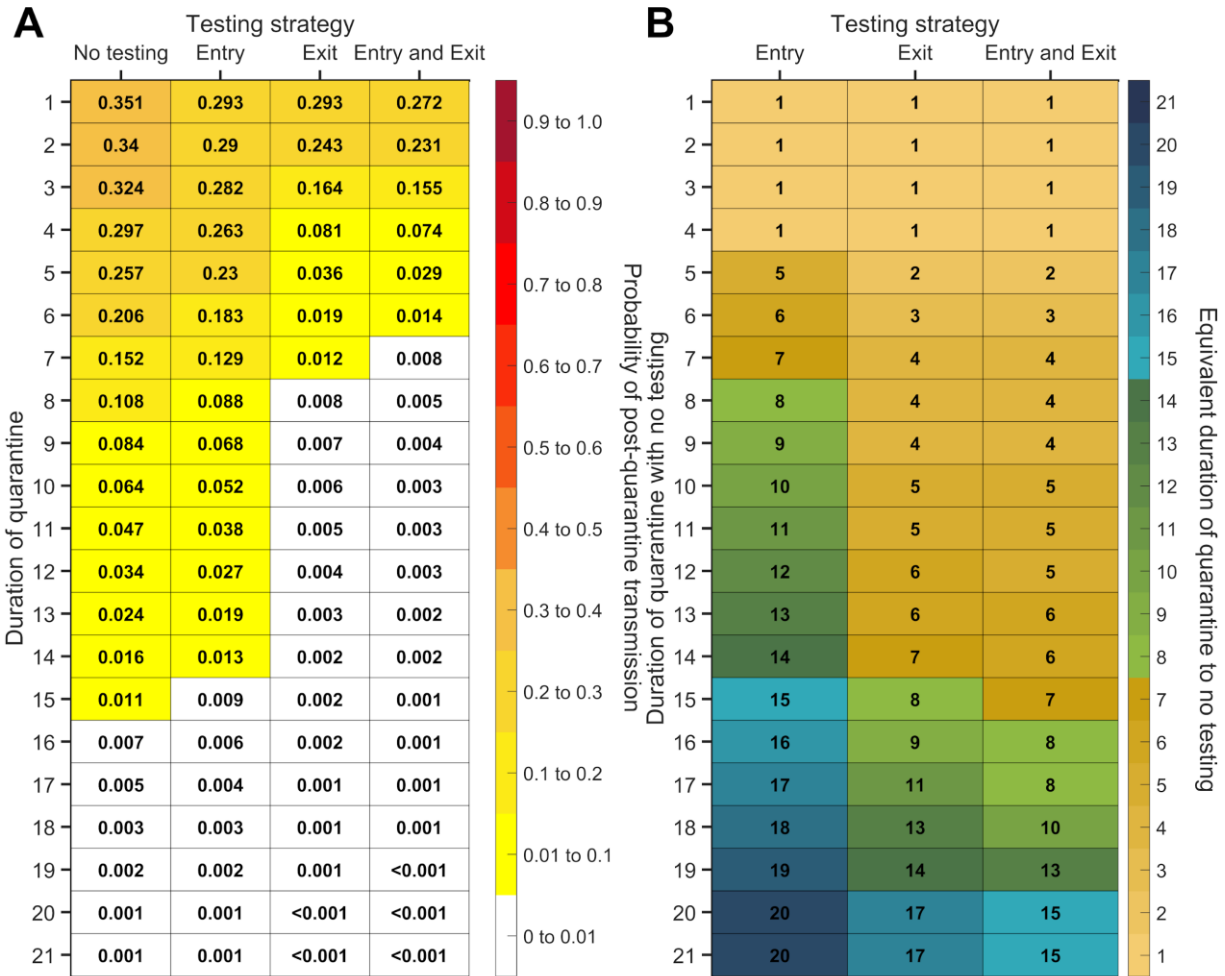 A
Testing strategy
No testing Entry Exit Entry and Exit
Duration of quarantine
1 0.351 0.293 0.293 0.272
2 0.34 0.29 0.243 0.231
3 0.324 0.282 0.164 0.155
4 0.297 0.263 0.081 0.074
5 0.257 0.23 0.036 0.029
6 0.206 0.183 0.019 0.014
7 0.152 0.129 0.012 0.008
8 0.108 0.088 0.008 0.005
9 0.084 0.068 0.007 0.004
10 0.064 0.052 0.006 0.003
11 0.047 0.038 0.005 0.003
12 0.034 0.027 0.004 0.003
13 0.024 0.019 0.003 0.002
14 0.016 0.013 0.002 0.002
15 0.011 0.009 0.002 0.001
16 0.007 0.006 0.002 0.001
17 0.005 0.004 0.001 0.001
18 0.003 0.003 0.001 0.001
19 0.002 0.002 0.001 <0.001
20 0.001 0.001 <0.001 <0.001
21 0.001 0.001 <0.001 <0.001
0.9 to 1.0
0.8 to 0.9
0.7 to 0.8
0.6 to 0.7
0.5 to 0.6
0.4 to 0.5
0.3 to 0.4
0.2 to 0.3
0.1 to 0.2
0.01 to 0.1
0 to 0.01
Probability of post-quarantine transmission
B
Testing strategy
Entry Exit Entry and Exit
Duration of quarantine with no testing
1 1 1 1
2 1 1 1
3 1 1 1
4 1 1 1
5 5 2 2
6 6 3 3
7 7 4 4
8 8 4 4
9 9 4 4
10 10 5 5
11 11 5 5
12 12 6 5
13 13 6 6
14 14 7 6
15 15 8 7
16 16 9 8
17 17 11 8
18 18 13 10
19 19 14 13
20 20 17 15
21 20 17 15
21
20
19
18
17
16
15
14
13
12
11
10
9
8
7
6
5
4
3
2
1
Equivalent duration of quarantine to no testing